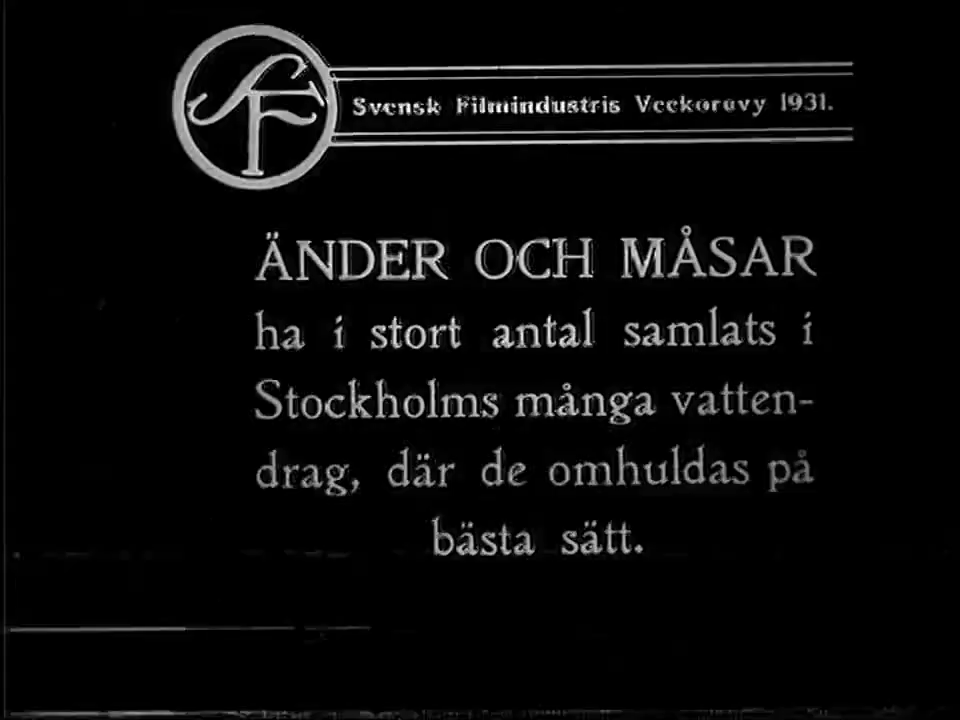 SF
Svensk Filmindustris Veckorevy 1931.
ÄNDER OCH MÅSAR
ha i stort antal samlats i
Stockholms många vatten-
drag, där de omhuldas på
bästa sätt.